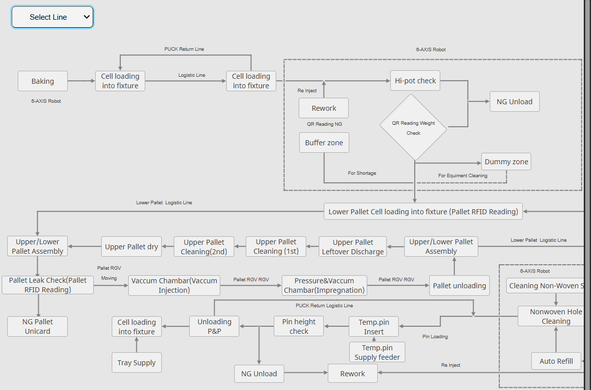 Select Line
PUCK Return Line
6-AXIS Robot
Baking
Cell loading
into fixture
Logistic Line
Cell loading
into fixture
6-AXIS Robot
Re Inject
Rework
QR Reading NG
Buffer zone
Hi-pot check
QR Reading Weight
Check
NG Unload
Dummy zone
For Shortage
For Equiment Cleaning
Lower Pallet Logistic Line
Lower Pallet Cell loading into fixture (Pallet RFID Reading)
Upper/Lower
Pallet Assembly
Upper Pallet dry
Upper Pallet
Cleaning(2nd)
Upper Pallet
Cleaning (1st)
Upper Pallet
Leftover Discharge
Upper/Lower Pallet
Assembly
Lower Pallet Logistic Line
Pallet Leak Check(Pallet
RFID Reading)
Pallet RGV
Moving
Vaccum Chambar(Vaccum
Injection)
Pallet RGV RGV
Pressure&Vaccum
Chambar(Impregnation)
Pallet RGV RGV
Pallet unloading
6-AXIS Robot
Cleaning Non-Woven S
PUCK Return Logistic Line
NG Pallet
Unicard
Cell loading
into fixture
Unloading
P&P
Pin height
check
Temp.pin
Insert
Pin Loading
Nonwoven Hole
Cleaning
Temp.pin
Supply feeder
Tray Supply
NG Unload
Rework
Re Inject
Auto Refill